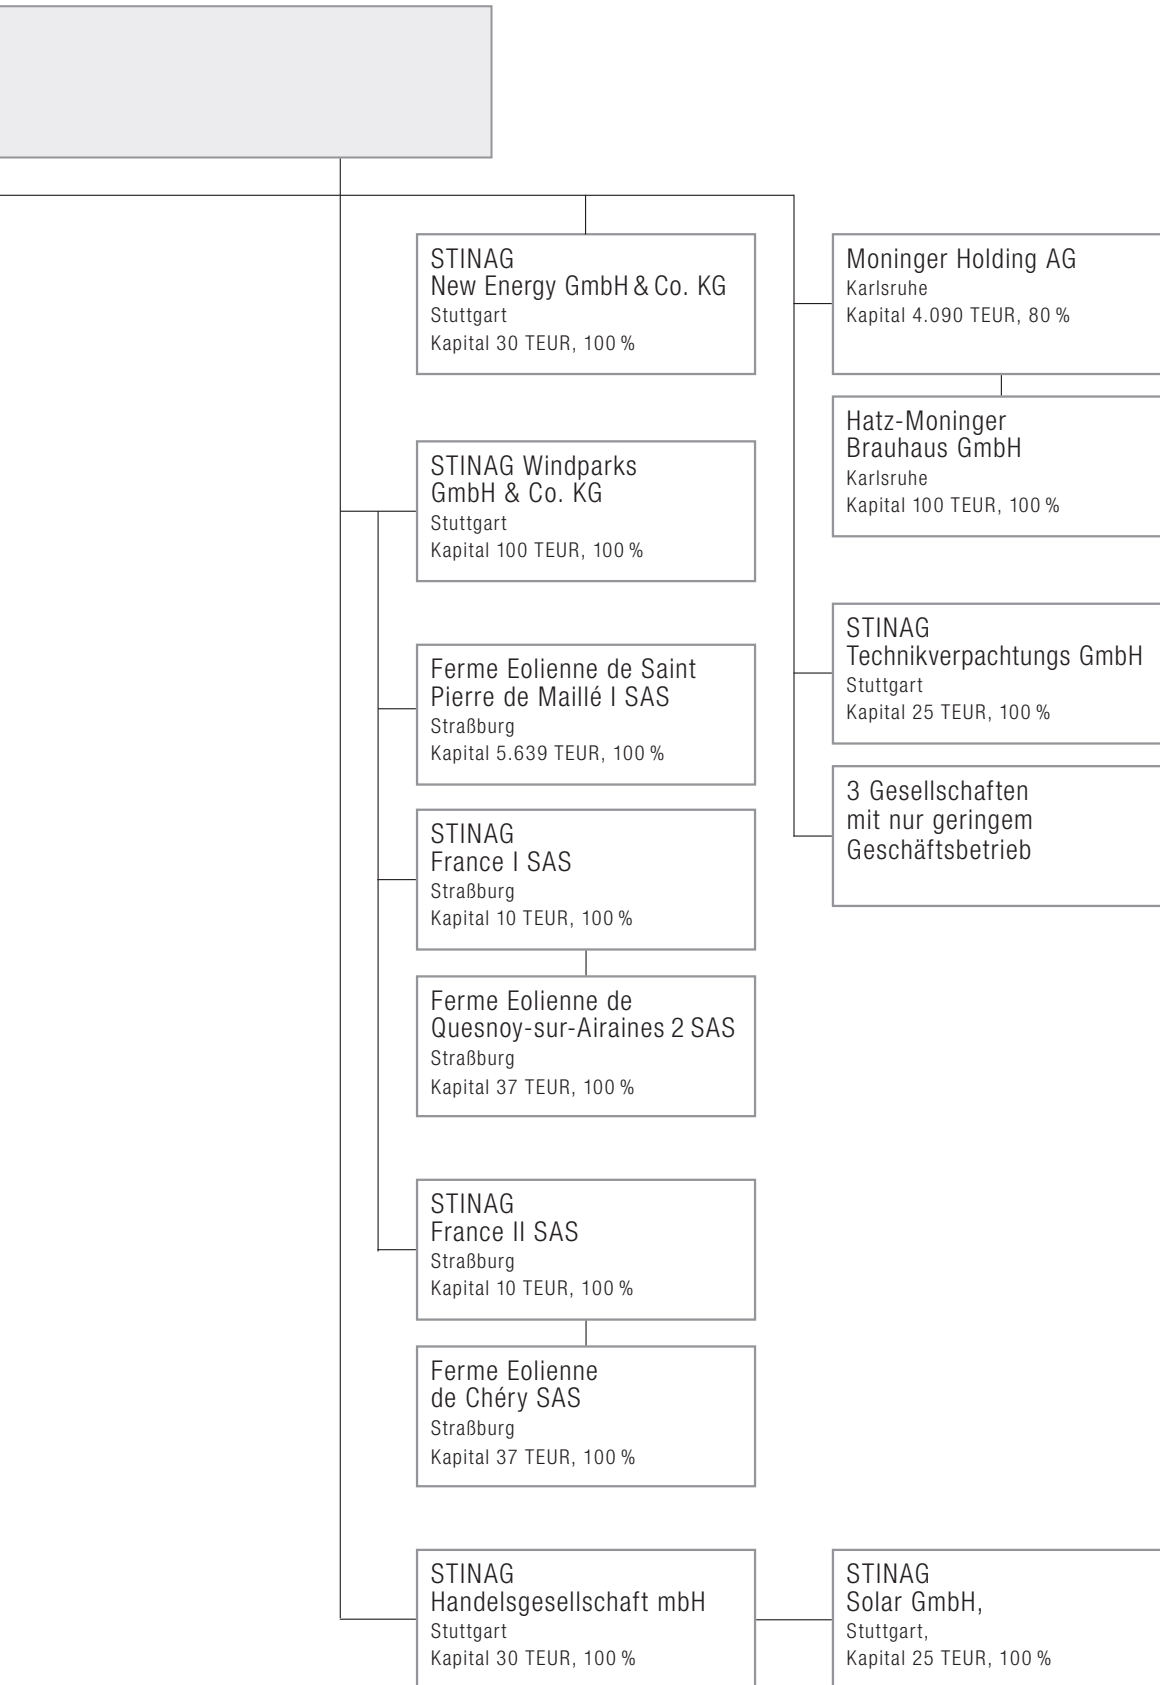 STINAG
New Energy GmbH & Co. KG
Stuttgart
Kapital 30 TEUR, 100 %
STINAG Windparks
GmbH & Co. KG
Stuttgart
Kapital 100 TEUR, 100 %
Ferme Eolienne de Saint
Pierre de Maillé I SAS
Straßburg
Kapital 5.639 TEUR, 100 %
STINAG
France I SAS
Straßburg
Kapital 10 TEUR, 100 %
Ferme Eolienne de
Quesnoy-sur-Airaines 2 SAS
Straßburg
Kapital 37 TEUR, 100 %
STINAG
France II SAS
Straßburg
Kapital 10 TEUR, 100 %
Ferme Eolienne
de Chéry SAS
Straßburg
Kapital 37 TEUR, 100 %
STINAG
Handelsgesellschaft mbH
Stuttgart
Kapital 30 TEUR, 100 %
Moninger Holding AG
Karlsruhe
Kapital 4.090 TEUR, 80 %
Hatz-Moninger
Brauhaus GmbH
Karlsruhe
Kapital 100 TEUR, 100 %
STINAG
Technikverpachtungs GmbH
Stuttgart
Kapital 25 TEUR, 100 %
3 Gesellschaften
mit nur geringem
Geschäftsbetrieb
STINAG
Solar GmbH,
Stuttgart,
Kapital 25 TEUR, 100 %